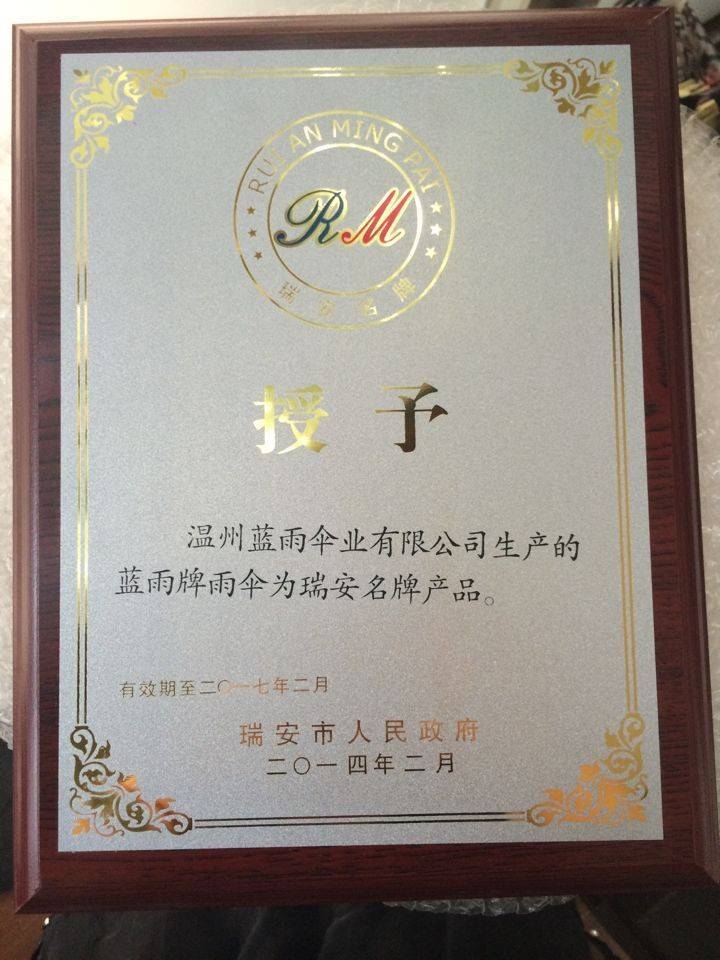 RUI AN MING PAI
RM
瑞安名牌
授予
温州蓝雨伞业有限公司生产的
蓝雨牌雨伞为瑞安名牌产品。
有效期至二〇一七年二月
瑞安市人民政府
二〇一四年二月